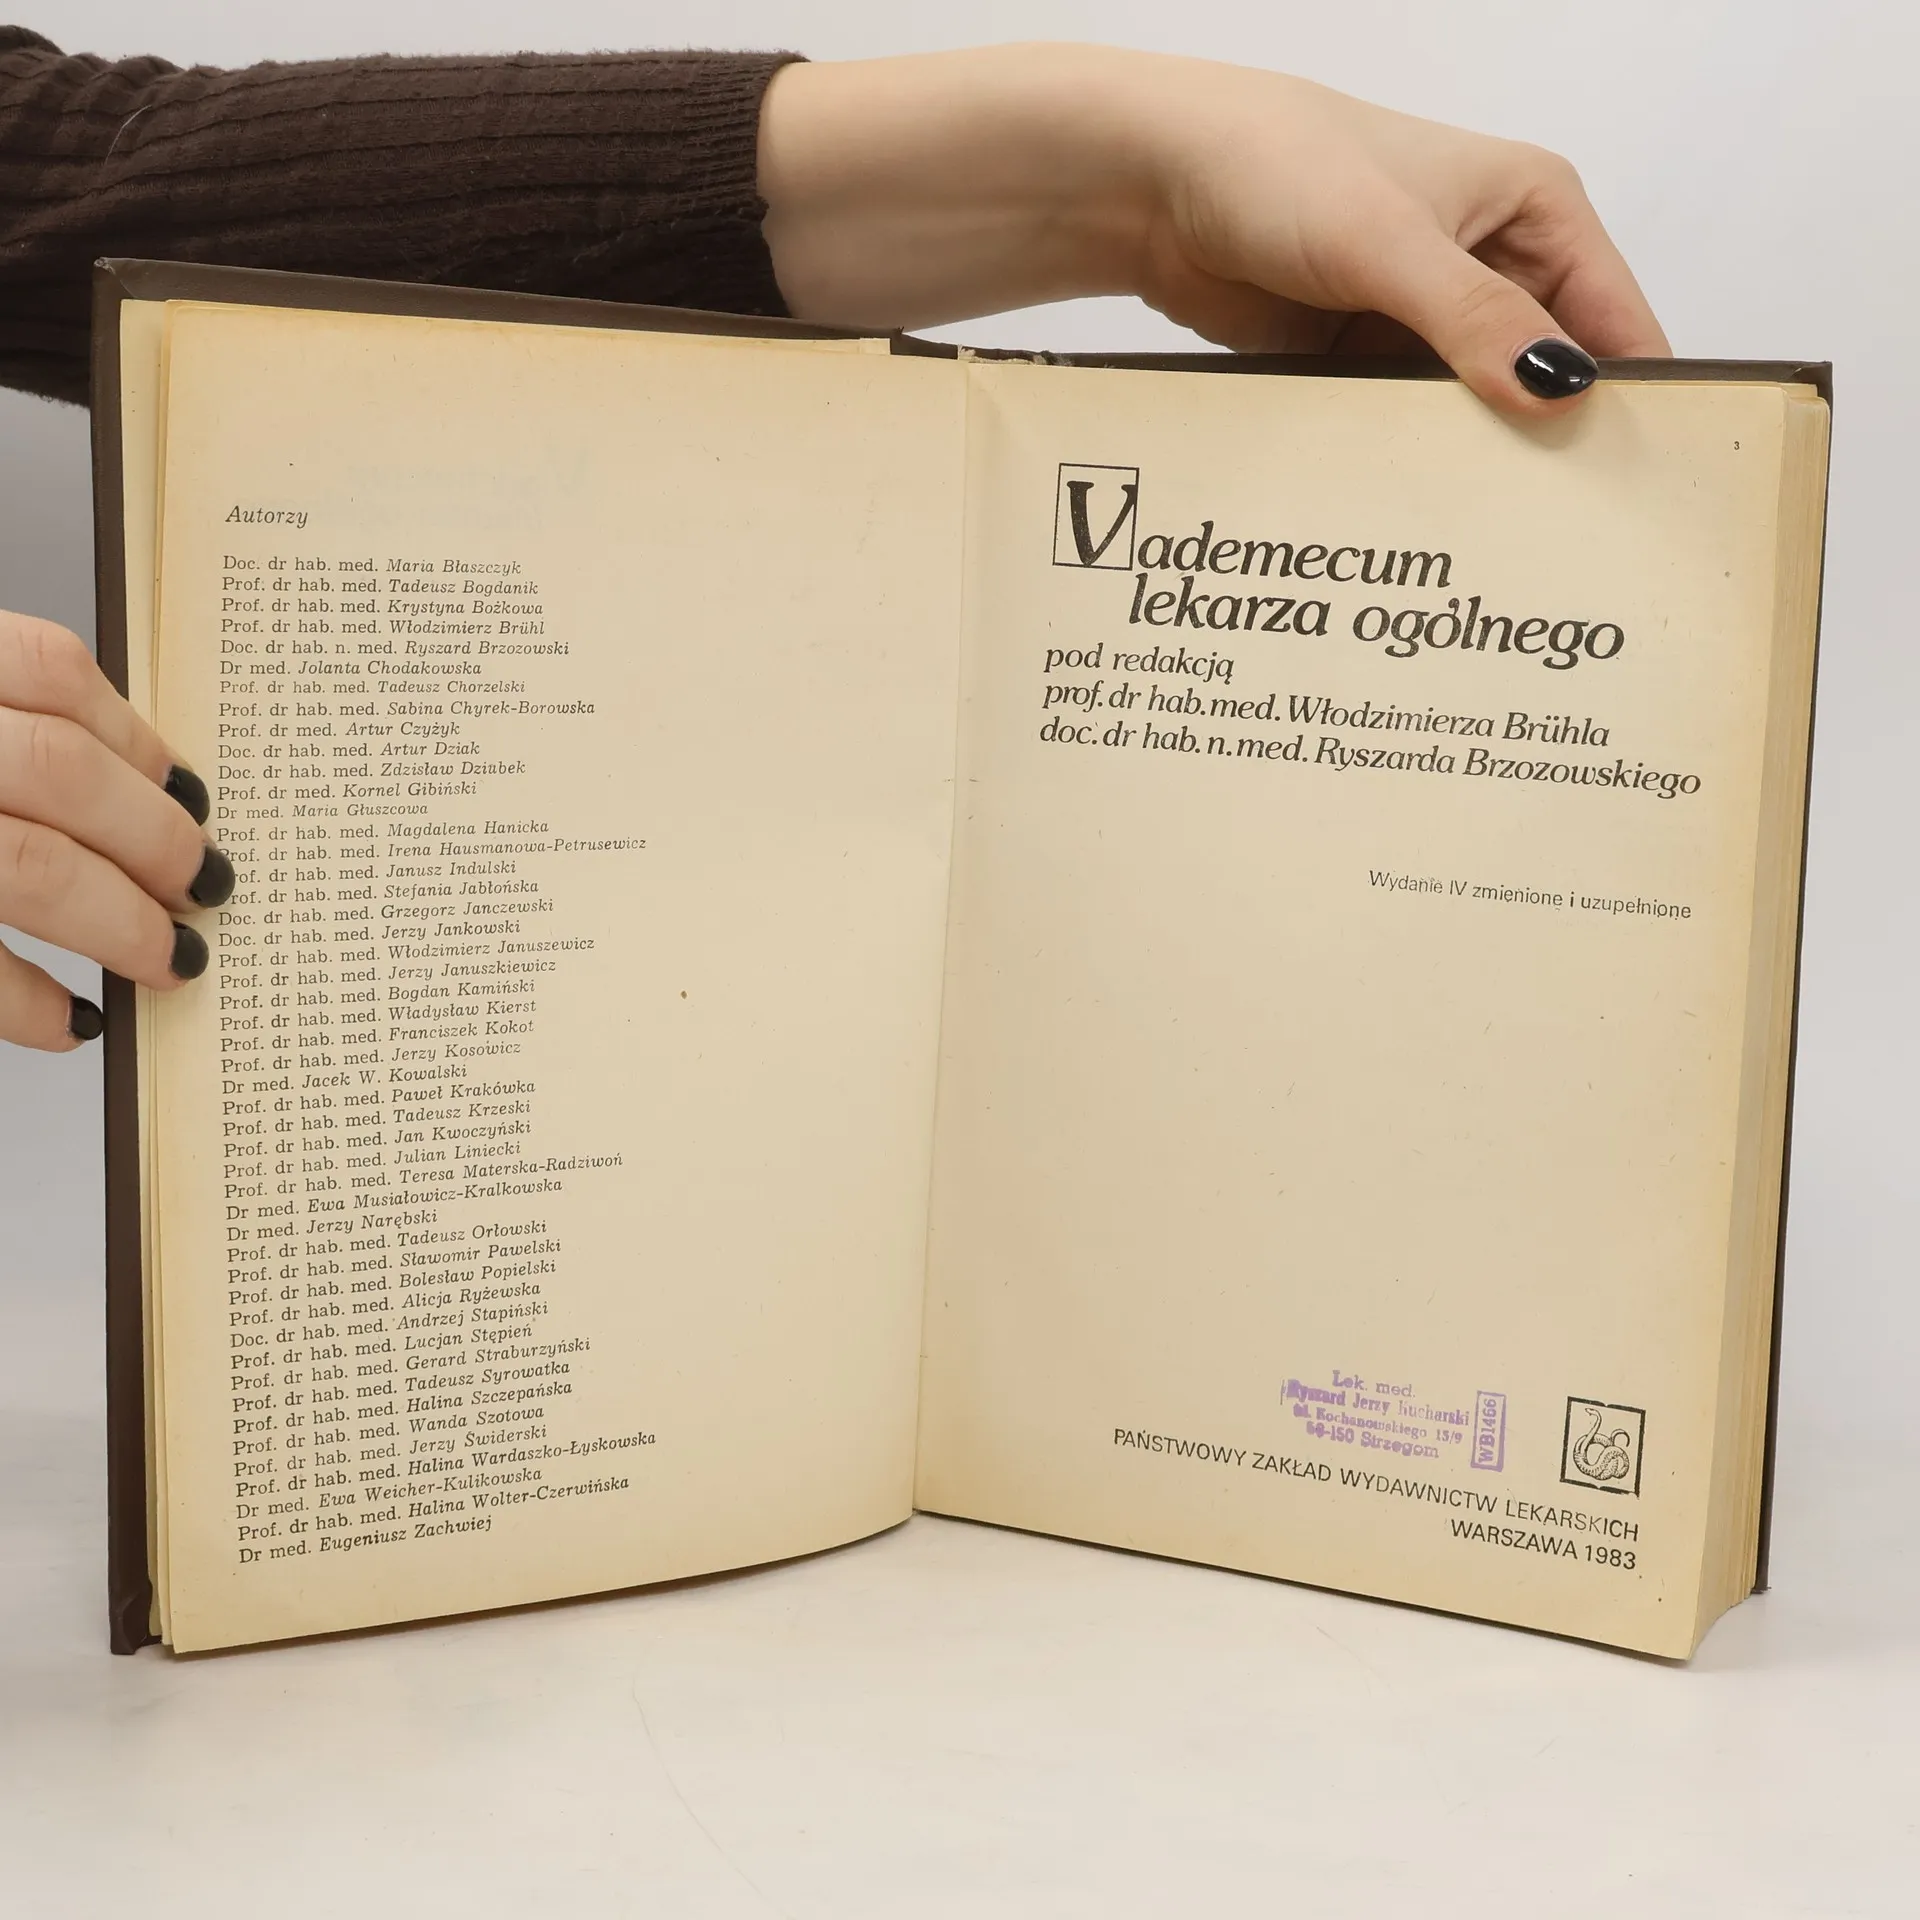 Autorzy
Doc. dr hab. med. Maria Błaszczyk
Prof. dr hab. med. Tadeusz Bogdanik
Prof. dr hab. med. Krystyna Bożkowa
Prof. dr hab. med. Włodzimierz Brühl
Doc. dr hab. n. med. Ryszard Brzozowski
Dr med. Jolanta Chodakowska
Prof. dr hab. med. Tadeusz Chorzelski
Prof. dr hab. med. Sabina Chyrek-Borowska
Prof. dr med. Artur Czyżyk
Doc. dr hab. med. Artur Dziak
Doc. dr hab. med. Zdzisław Dziubek
Prof. dr med. Kornel Gibiński
Dr med. Maria Głuszcowa
Prof. dr hab. med. Magdalena Hanicka
Prof. dr hab. med. Irena Hausmanowa-Petrusewicz
rof. dr hab. med. Janusz Indulski
rof. dr hab. med. Stefania Jabłońska
Doc. dr hab. med. Grzegorz Janczewski
Doc. dr hab. med. Jerzy Jankowski
Prof. dr hab. med. Włodzimierz Januszewicz
Prof. dr hab. med. Jerzy Januszkiewicz
Prof. dr hab. med. Bogdan Kamiński
Prof. dr hab. med. Władysław Kierst
Prof. dr hab. med. Franciszek Kokot
Prof. dr hab. med. Jerzy Kosowicz
Dr med. Jacek W. Kowalski
Prof. dr hab. med. Paweł Krakówka
Prof. dr hab. med. Tadeusz Krzeski
Prof. dr hab. med. Jan Kwoczyński
Prof. dr hab. med. Julian Liniecki
Prof. dr hab. med. Teresa Materska-Radziwoń
Dr med. Ewa Musiałowicz-Kralkowska
Dr med. Jerzy Narębski
Prof. dr hab. med. Tadeusz Orłowski
Prof. dr hab. med. Sławomir Pawelski
Prof. dr hab. med. Bolesław Popielski
Prof. dr hab. med. Alicja Ryżewska
Doc. dr hab. med. Andrzej Stapiński
Prof. dr hab. med. Lucjan Stępień
Prof. dr hab. med. Gerard Straburzyński
Prof. dr hab. med. Tadeusz Syrowatka
Prof. dr hab. med. Halina Szczepańska
Prof. dr hab. med. Wanda Szotowa
Prof. dr hab. med. Jerzy Świderski
Prof. dr hab. med. Halina Wardaszko-Łyskowska
Dr med. Ewa Weicher-Kulikowska
Prof. dr hab. med. Halina Wolter-Czerwińska
Dr med. Eugeniusz Zachwiej
3
Vademecum
lekarza ogólnego
pod redakcją
prof. dr hab. med. Włodzimierza Brühla
doc. dr hab. n. med. Ryszarda Brzozowskiego
Wydanie IV zmienione i uzupełnione
Lek. med.
Ryszard Jerzy Kucharski
ul. Kochanowskiego 15/9
58-150 Strzegom
WB1466
PAŃSTWOWY ZAKŁAD WYDAWNICTW LEKARSKICH
WARSZAWA 1983